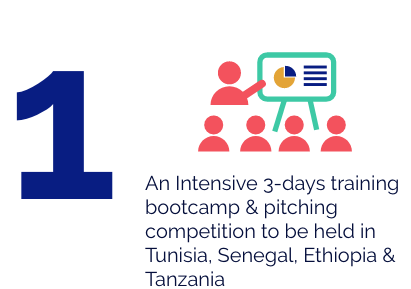 1
An Intensive 3-days training
bootcamp & pitching
competition to be held in
Tunisia, Senegal, Ethiopia &
Tanzania